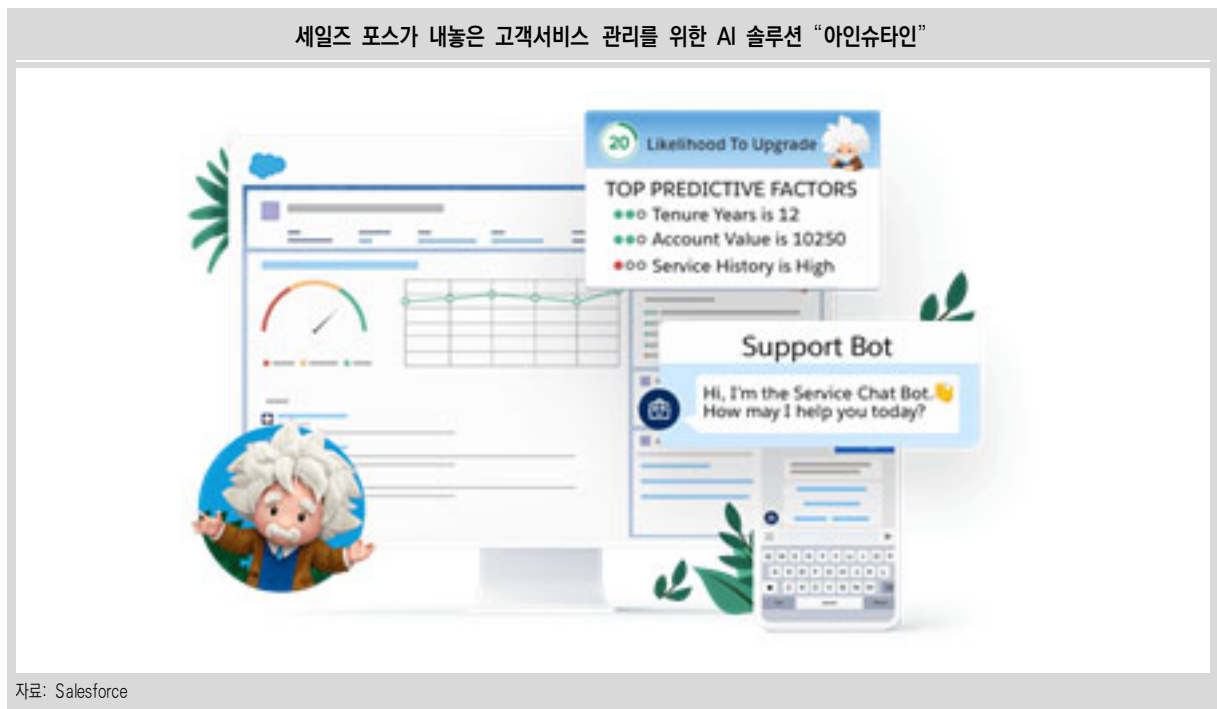 세일즈 포스가 내놓은 고객서비스 관리를 위한 AI 솔루션 “아인슈타인”
20 Likelihood To Upgrade
TOP PREDICTIVE FACTORS
Tenure Years is 12
Account Value is 10250
Service History is High
Support Bot
Hi, I'm the Service Chat Bot.👋
How may I help you today?
자료: Salesforce